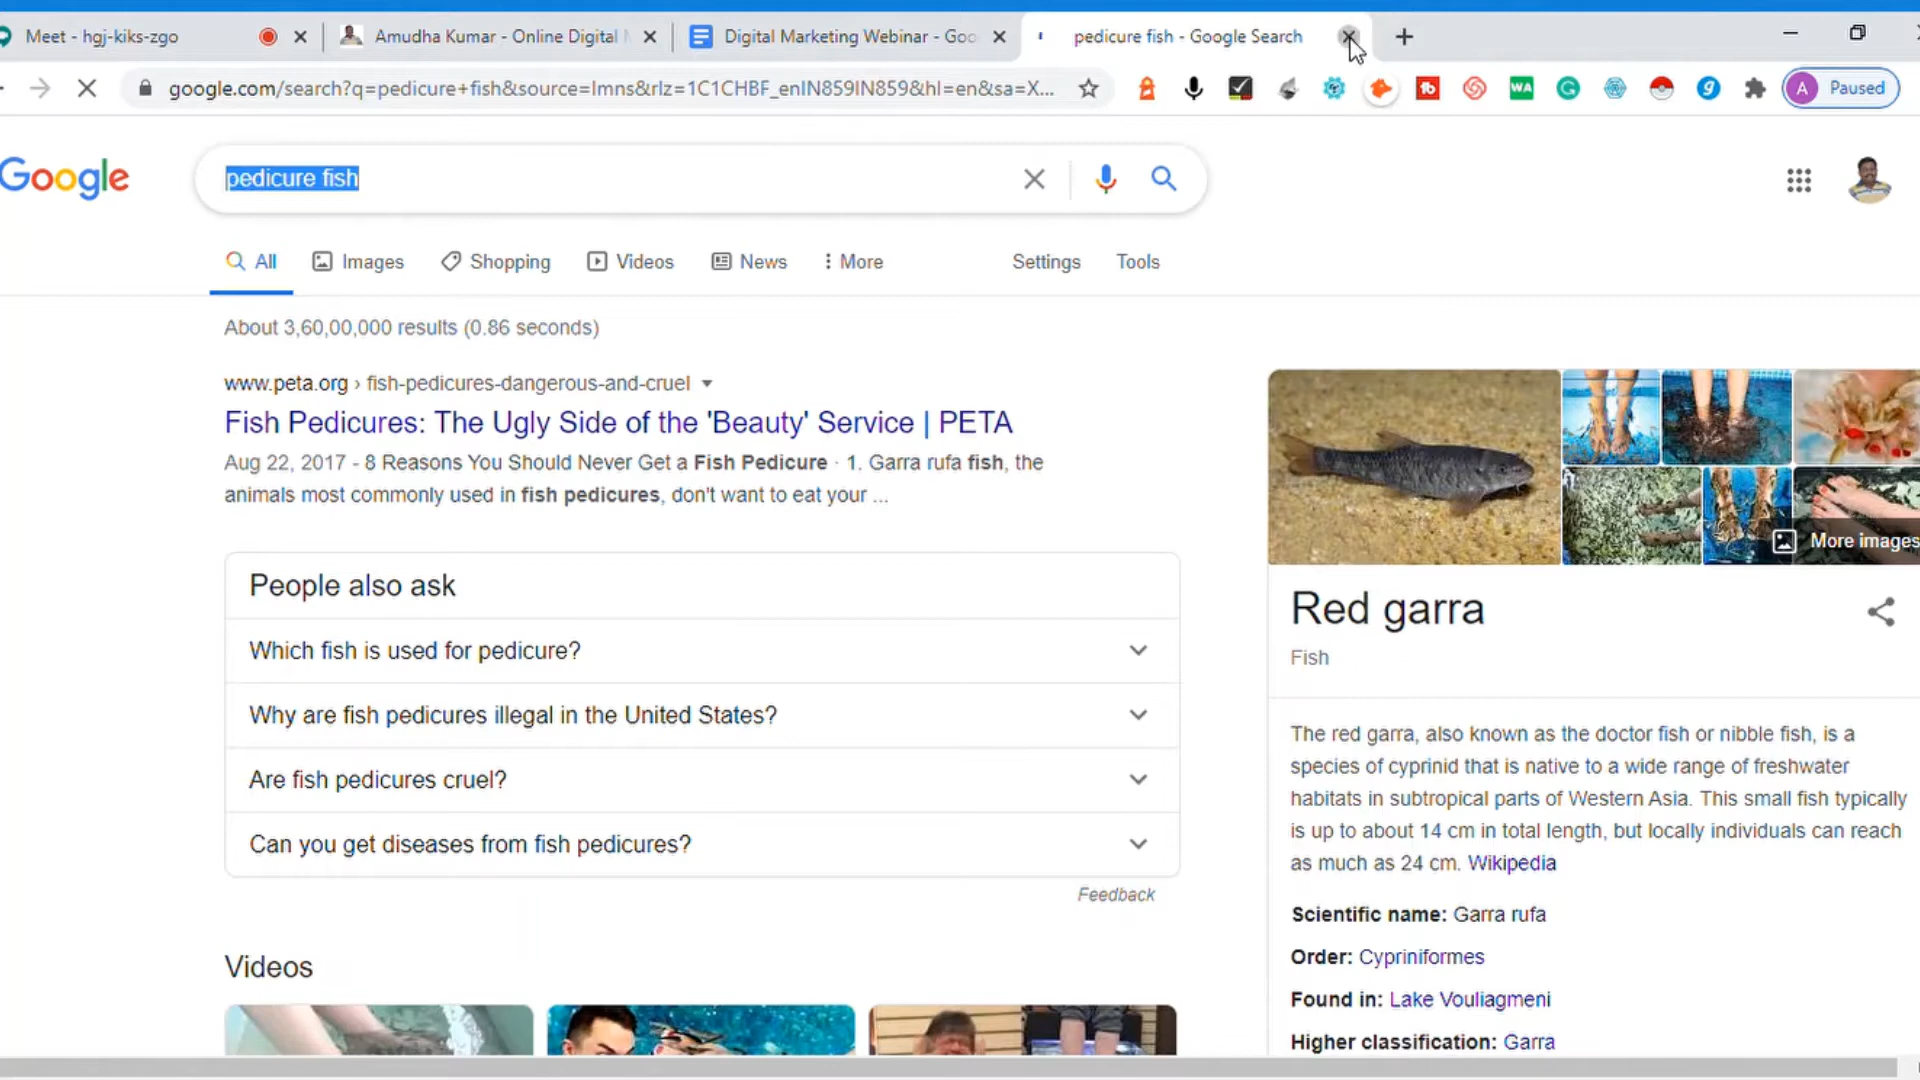 Meet - hgj-kiks-zgo
Amudha Kumar - Online Digital
Digital Marketing Webinar - Goo
pedicure fish - Google Search
google.com/search?q=pedicure+fish&source=lmns&rlz=1C1CHBF_enIN859IN859&hl=en&sa=X...
WA
A Paused
Google
pedicure fish
All
Images
Shopping
Videos
News
More
Settings
Tools
About 3,60,00,000 results (0.86 seconds)
www.peta.org › fish-pedicures-dangerous-and-cruel
Fish Pedicures: The Ugly Side of the 'Beauty' Service | PETA
Aug 22, 2017 - 8 Reasons You Should Never Get a Fish Pedicure · 1. Garra rufa fish, the
animals most commonly used in fish pedicures, don't want to eat your ...
People also ask
Which fish is used for pedicure?
Why are fish pedicures illegal in the United States?
Are fish pedicures cruel?
Can you get diseases from fish pedicures?
Feedback
Videos
More images
Red garra
Fish
The red garra, also known as the doctor fish or nibble fish, is a
species of cyprinid that is native to a wide range of freshwater
habitats in subtropical parts of Western Asia. This small fish typically
is up to about 14 cm in total length, but locally individuals can reach
as much as 24 cm. Wikipedia
Scientific name: Garra rufa
Order: Cypriniformes
Found in: Lake Vouliagmeni
Higher classification: Garra